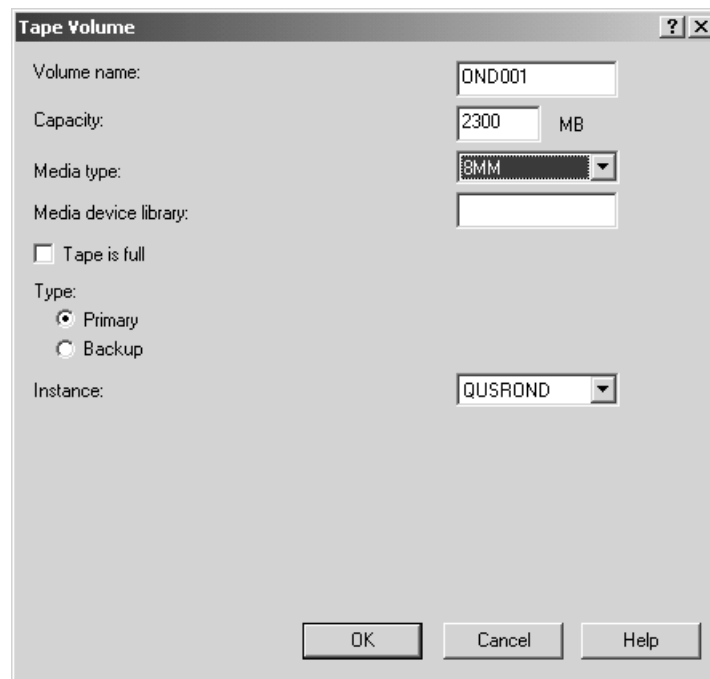 Tape Volume
Volume name: OND001
Capacity: 2300 MB
Media type: 8MM
Media device library:
Tape is full
Type:
Primary
Backup
Instance: QUSROND
OK Cancel Help